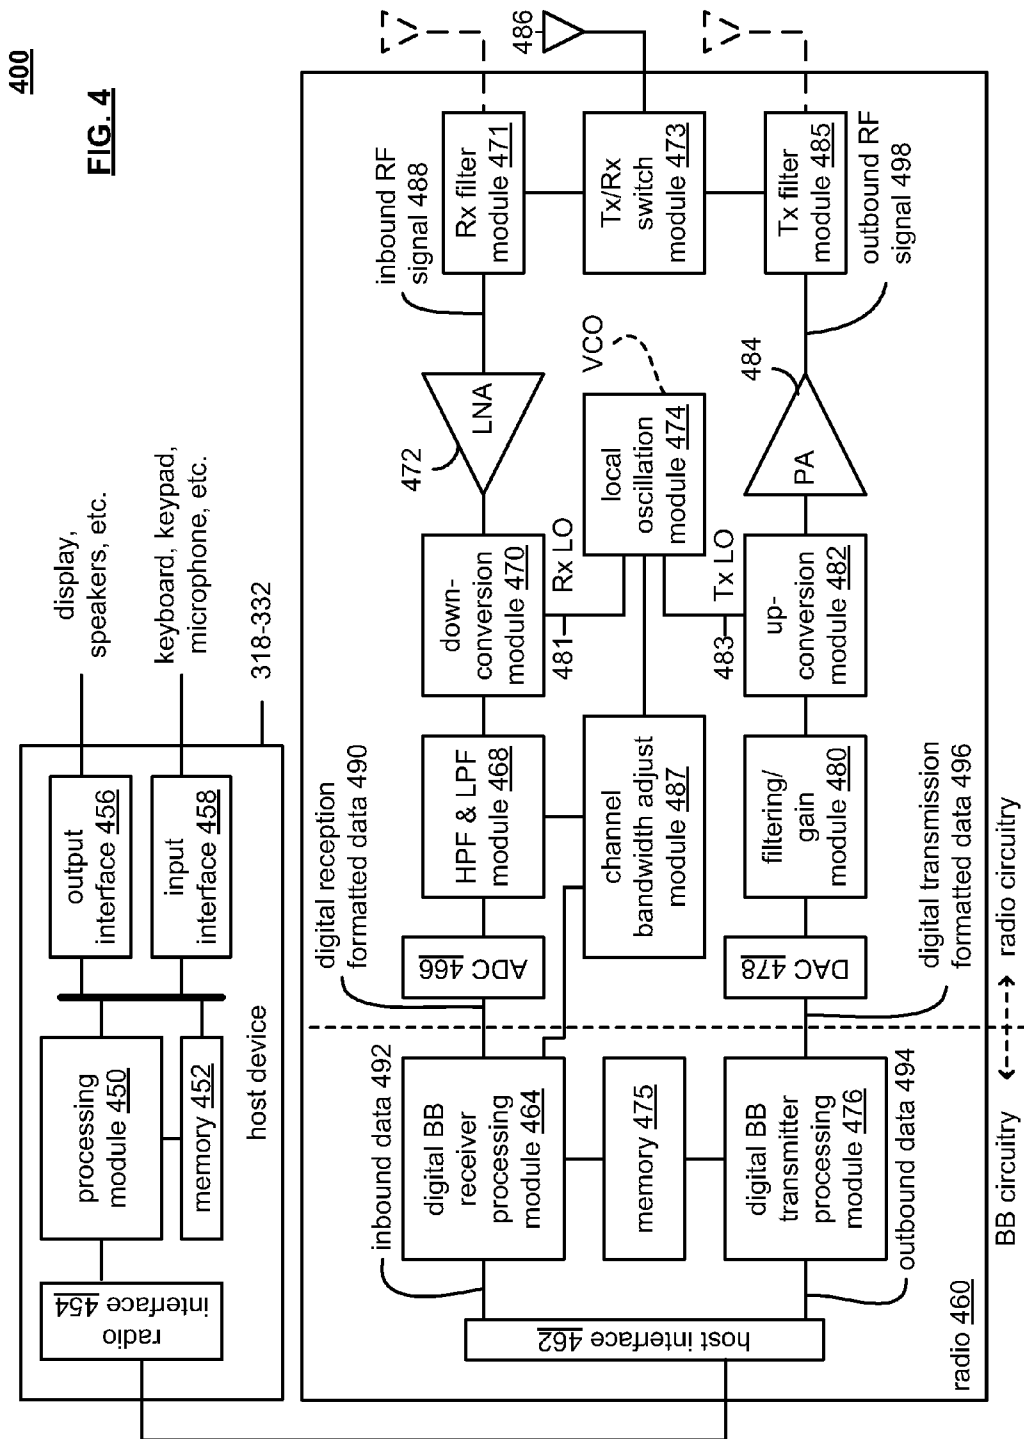 400
FIG. 4
display,
speakers, etc.
keyboard, keypad,
microphone, etc.
318-332
output
interface 456
input
interface 458
processing
module 450
memory 452
radio
interface 454
host device
486
inbound RF
signal 488
Rx filter
module 471
Tx/Rx
switch
module 473
Tx filter
module 485
outbound RF
signal 498
LNA
472
VCO
local
oscillation
module 474
484
PA
down-
conversion
module 470
Rx LO
481
Tx LO
483
up-
conversion
module 482
digital reception
formatted data 490
HPF & LPF
module 468
channel
bandwidth adjust
module 487
filtering/
gain
module 480
digital transmission
formatted data 496
ADC 466
DAC 478
radio circuitry
BB circuitry
inbound data 492
digital BB
receiver
processing
module 464
memory 475
digital BB
transmitter
processing
module 476
outbound data 494
host interface 462
radio 460